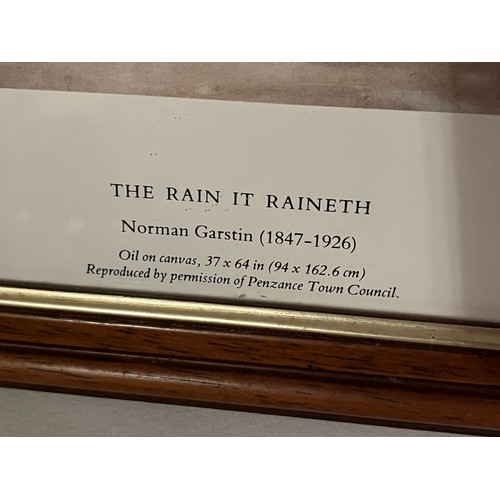 THE RAIN IT RAINETH
Norman Garstin (1847–1926)
Oil on canvas, 37 x 64 in (94 x 162.6 cm)
Reproduced by permission of Penzance Town Council.